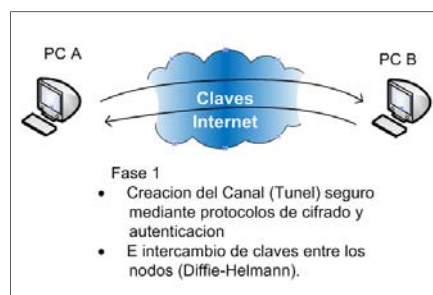 PC A
PC B
Claves
Internet
Fase 1
• Creacion del Canal (Tunel) seguro
mediante protocolos de cifrado y
autenticacion
• E intercambio de claves entre los
nodos (Diffie-Helmann).